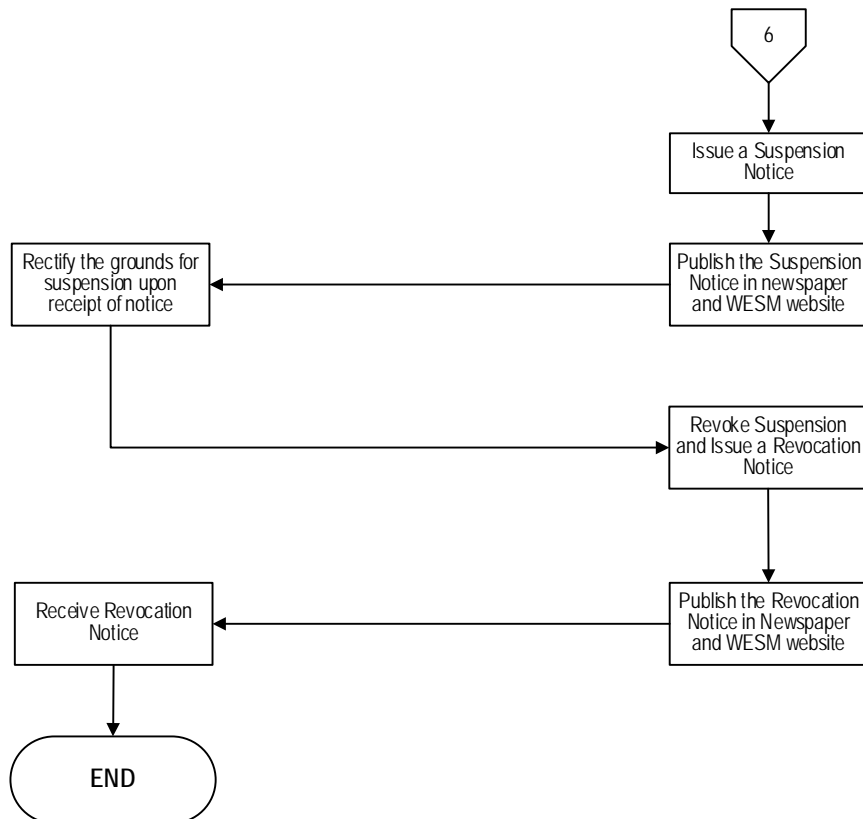 6
Issue a Suspension
Notice
Publish the Suspension
Notice in newspaper
and WESM website
Rectify the grounds for
suspension upon
receipt of notice
Revoke Suspension
and Issue a Revocation
Notice
Publish the Revocation
Notice in Newspaper
and WESM website
Receive Revocation
Notice
END